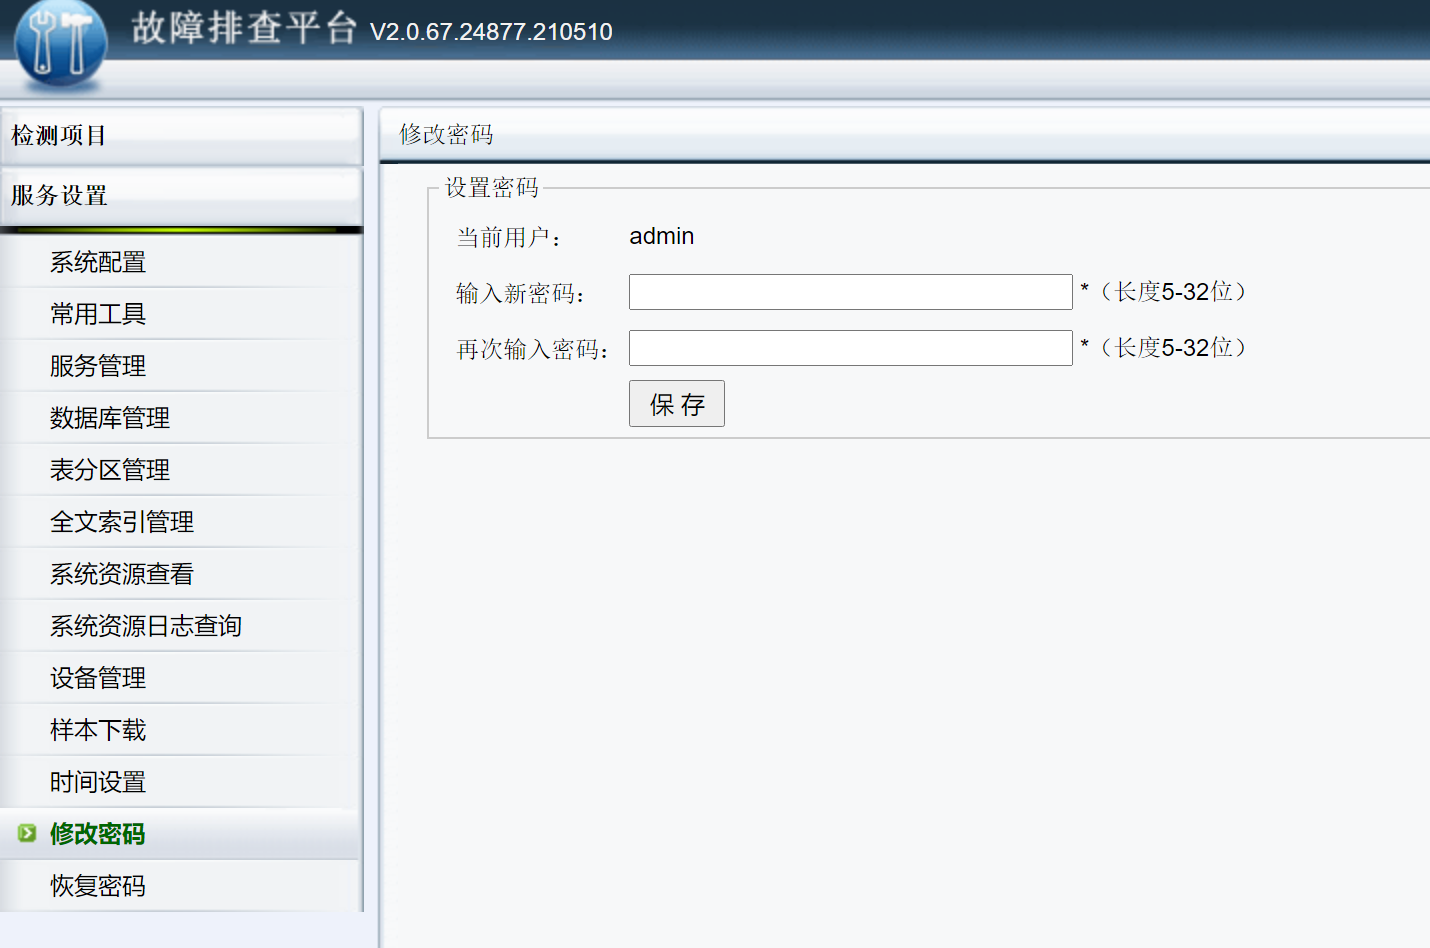 故障排查平台 V2.0.67.24877.210510
检测项目
服务设置
系统配置
常用工具
服务管理
数据库管理
表分区管理
全文索引管理
系统资源查看
系统资源日志查询
设备管理
样本下载
时间设置
修改密码
恢复密码
修改密码
设置密码
当前用户： admin
输入新密码： *（长度5-32位）
再次输入密码： *（长度5-32位）
保 存